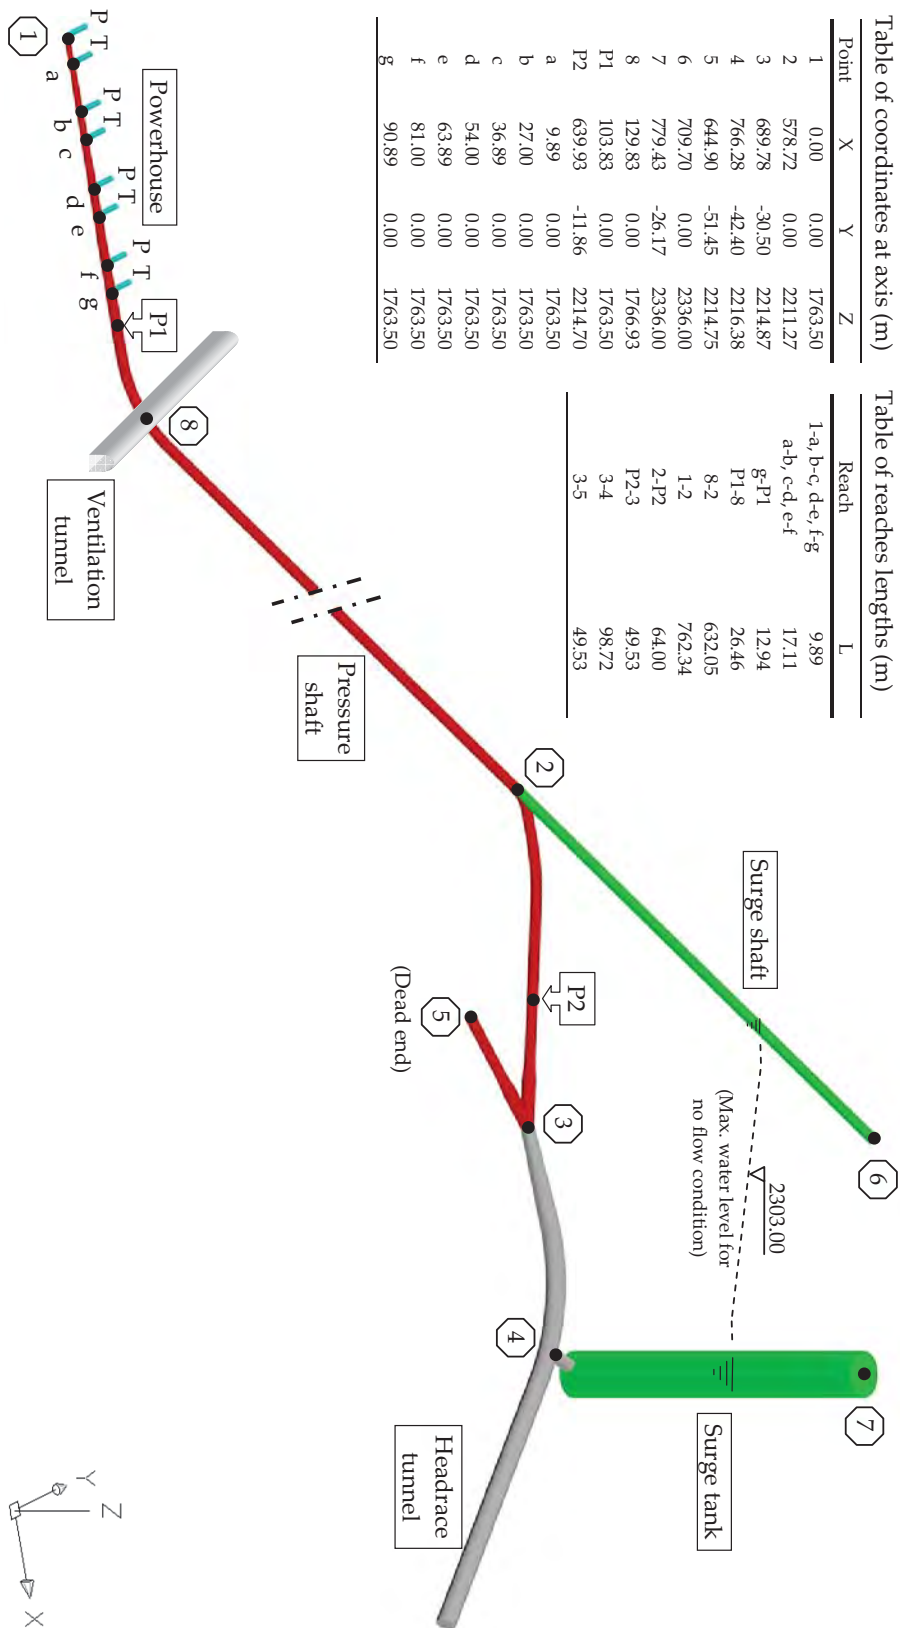 Table of coordinates at axis (m)
Point X Y Z
1 0.00 0.00 1763.50
2 578.72 0.00 2211.27
3 689.78 -30.50 2214.87
4 766.28 -42.40 2216.38
5 644.90 -51.45 2214.75
6 709.70 0.00 2336.00
7 779.43 -26.17 2336.00
8 129.83 0.00 1766.93
P1 103.83 0.00 1763.50
P2 639.93 -11.86 2214.70
a 9.89 0.00 1763.50
b 27.00 0.00 1763.50
c 36.89 0.00 1763.50
d 54.00 0.00 1763.50
e 63.89 0.00 1763.50
f 81.00 0.00 1763.50
g 90.89 0.00 1763.50
Table of reaches lengths (m)
Reach L
1-a, b-c, d-e, f-g 9.89
a-b, c-d, e-f 17.11
g-P1 12.94
P1-8 26.46
8-2 632.05
1-2 762.34
2-P2 64.00
P2-3 49.53
3-4 98.72
3-5 49.53
Surge shaft
6
2303.00
(Max. water level for
no flow condition)
7
Surge tank
2
P2
3
5
(Dead end)
4
Headrace
tunnel
Pressure
shaft
Powerhouse
P T
P T
P T
P T
1
a
b
c
d
e
f
g
P1
8
Ventilation
tunnel
Y
Z
X